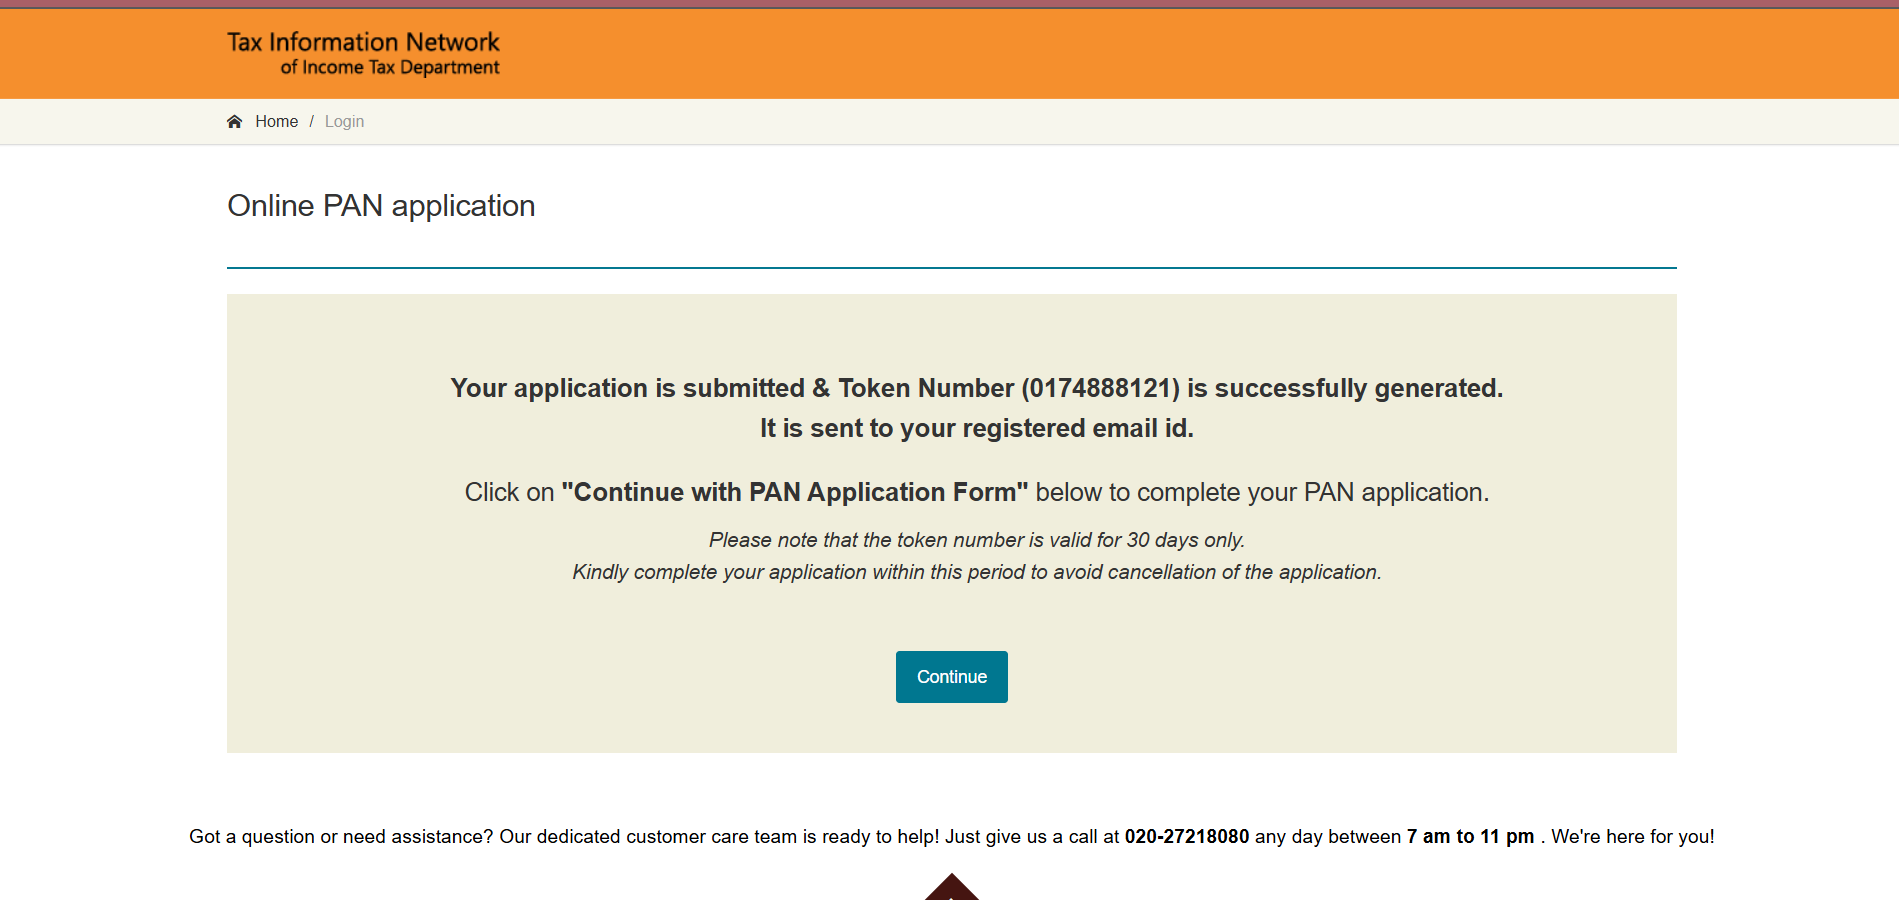 Tax Information Network
of Income Tax Department
Home / Login
Online PAN application
Your application is submitted & Token Number (0174888121) is successfully generated.
It is sent to your registered email id.
Click on "Continue with PAN Application Form" below to complete your PAN application.
Please note that the token number is valid for 30 days only.
Kindly complete your application within this period to avoid cancellation of the application.
Continue
Got a question or need assistance? Our dedicated customer care team is ready to help! Just give us a call at 020-27218080 any day between 7 am to 11 pm . We're here for you!